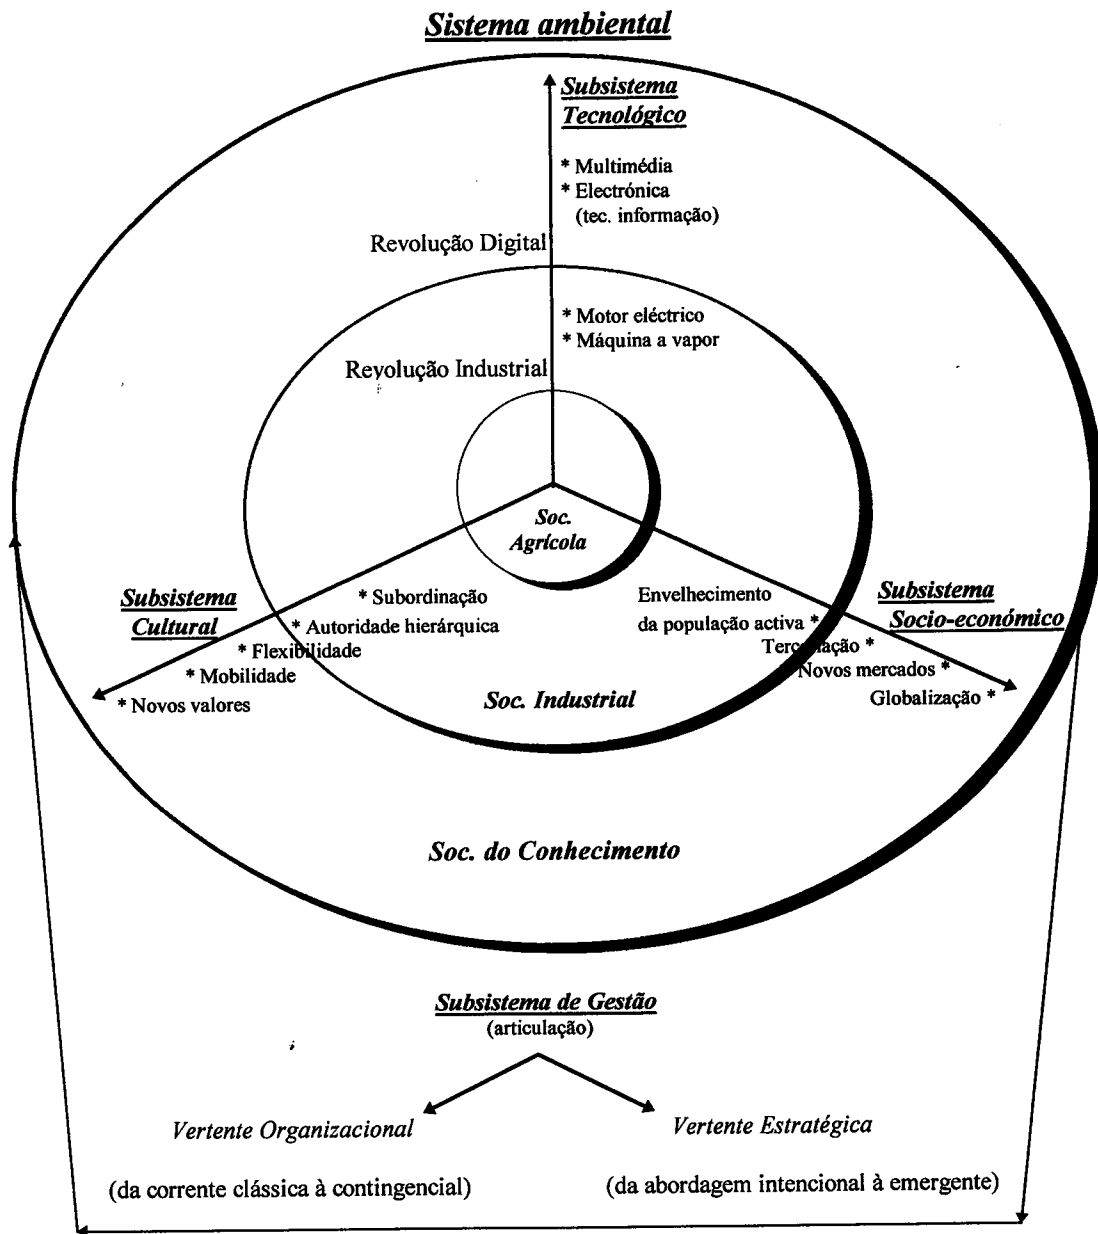 Sistema ambiental
Subsistema
Tecnológico
* Multimédia
* Electrónica
(tec. informação)
Revolução Digital
* Motor eléctrico
* Máquina a vapor
Revolução Industrial
Soc.
Agrícola
Subsistema
Cultural
* Subordinação
* Autoridade hierárquica
* Flexibilidade
* Mobilidade
* Novos valores
Envelhecimento
da população activa *
Subsistema
Socio-económico
Novos mercados *
Globalização *
Soc. Industrial
Soc. do Conhecimento
Subsistema de Gestão
(articulação)
Vertente Organizacional
Vertente Estratégica
(da corrente clássica à contingencial)
(da abordagem intencional à emergente)